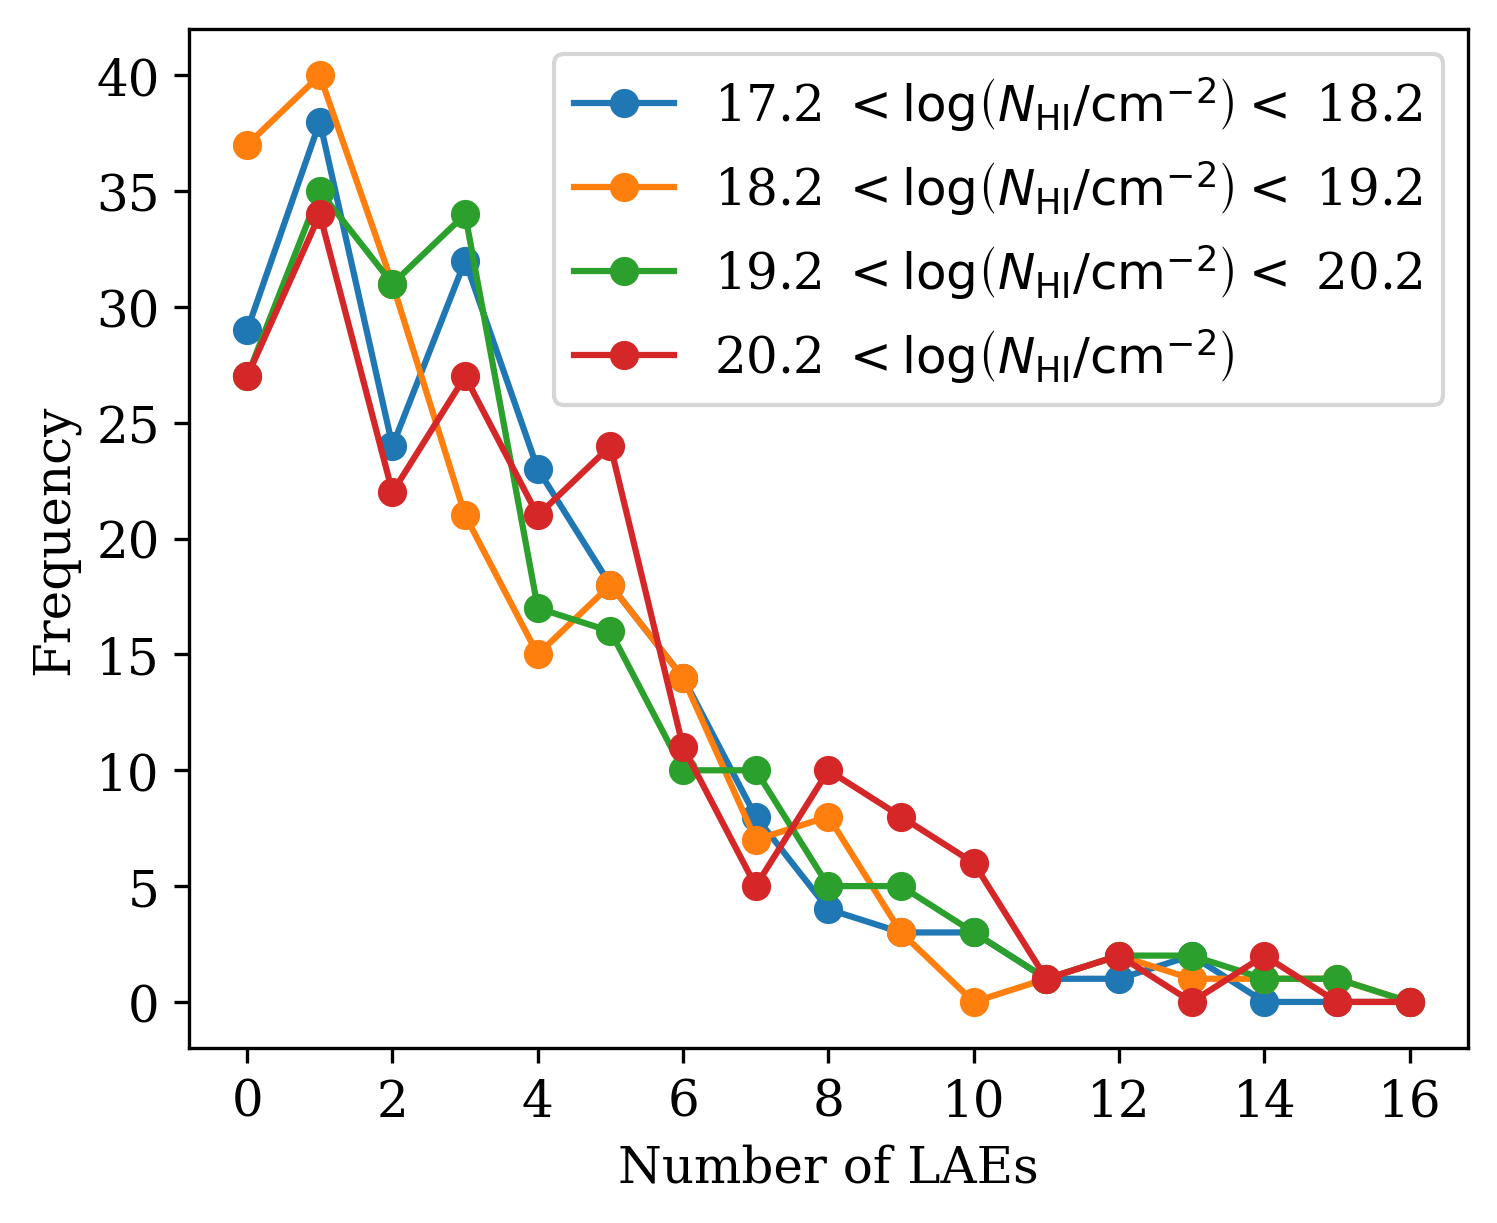 40
35
30
25
20
15
10
5
0
Frequency
17.2 < log(N_HI/cm⁻²) < 18.2
18.2 < log(N_HI/cm⁻²) < 19.2
19.2 < log(N_HI/cm⁻²) < 20.2
20.2 < log(N_HI/cm⁻²)
0 2 4 6 8 10 12 14 16
Number of LAEs